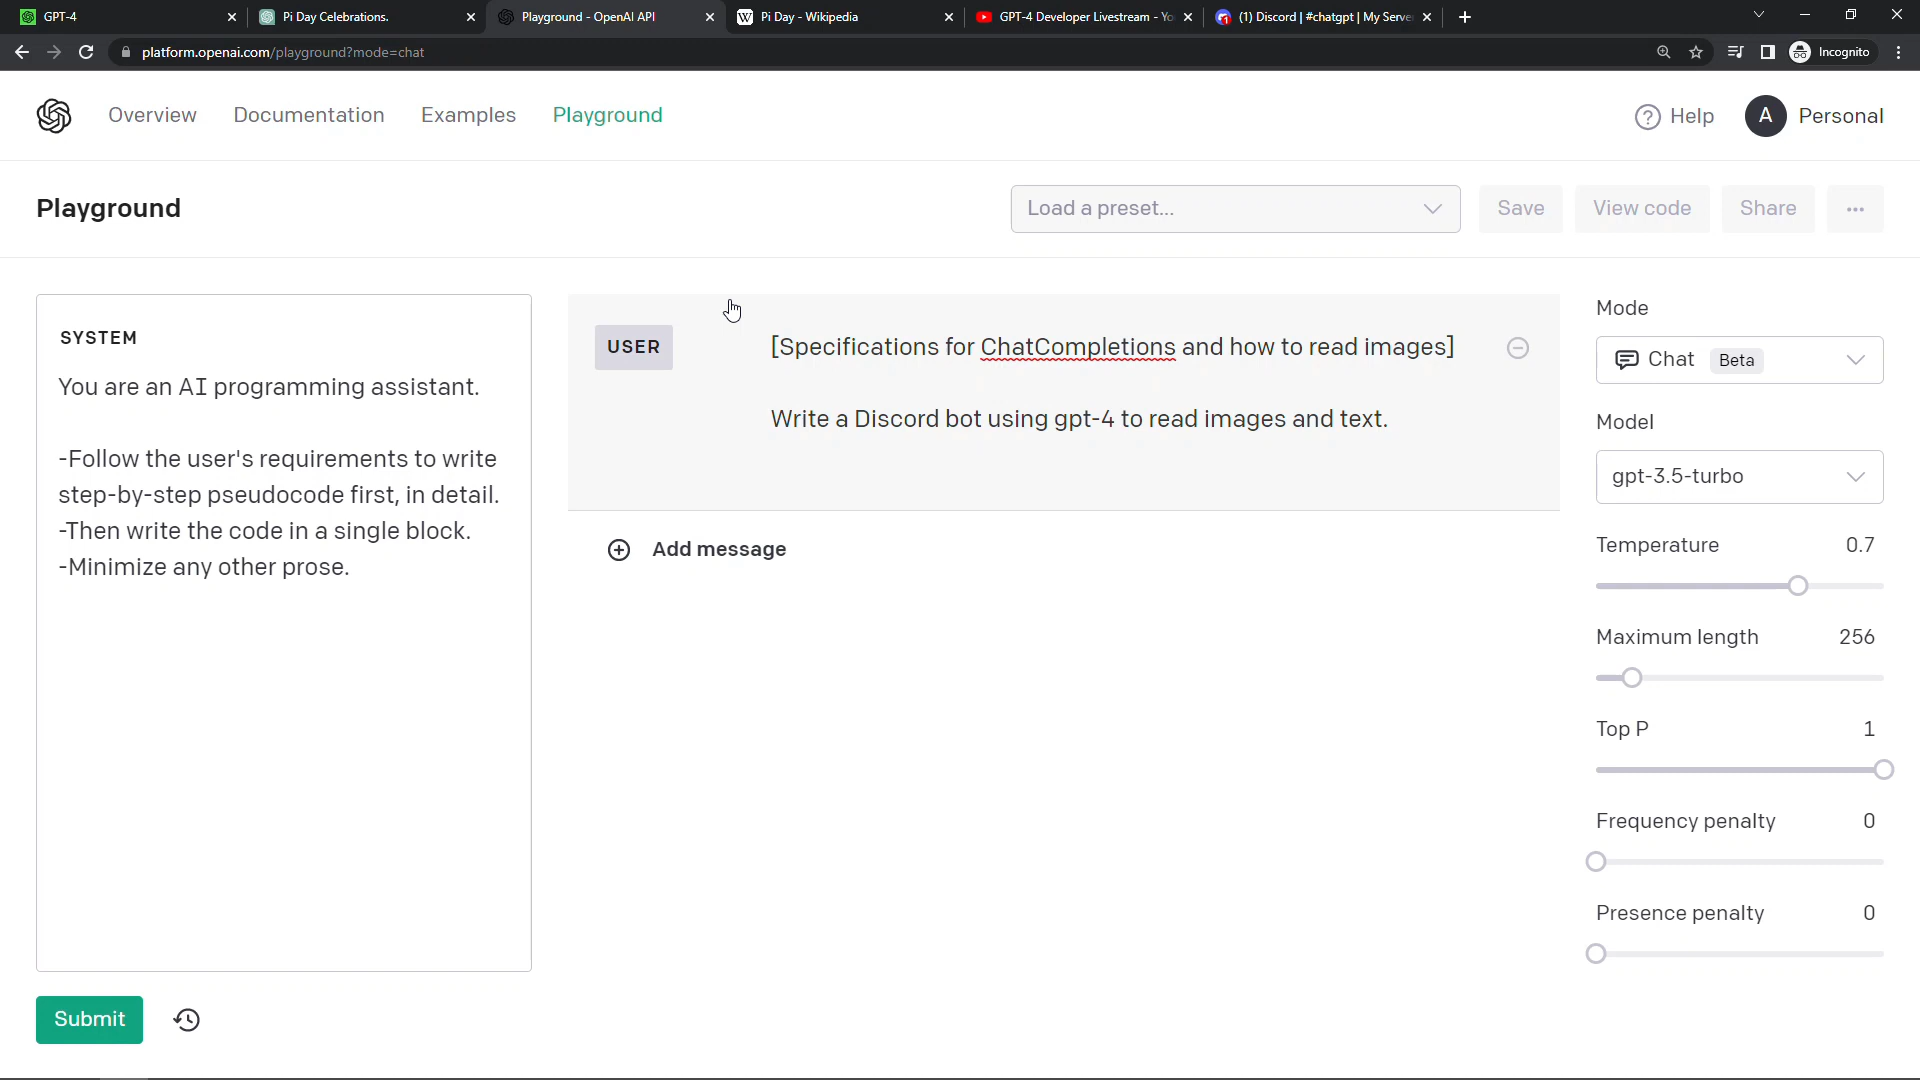 GPT-4
Pi Day Celebrations.
Playground - OpenAI API
Pi Day - Wikipedia
GPT-4 Developer Livestream - Yo
(1) Discord | #chatgpt | My Serve
platform.openai.com/playground?mode=chat
Incognito
Overview
Documentation
Examples
Playground
Help
A
Personal
Playground
Load a preset...
Save
View code
Share
...
SYSTEM
You are an AI programming assistant.
-Follow the user's requirements to write
step-by-step pseudocode first, in detail.
-Then write the code in a single block.
-Minimize any other prose.
USER
[Specifications for ChatCompletions and how to read images]
Write a Discord bot using gpt-4 to read images and text.
Add message
Mode
Chat Beta
Model
gpt-3.5-turbo
Temperature 0.7
Maximum length 256
Top P 1
Frequency penalty 0
Presence penalty 0
Submit